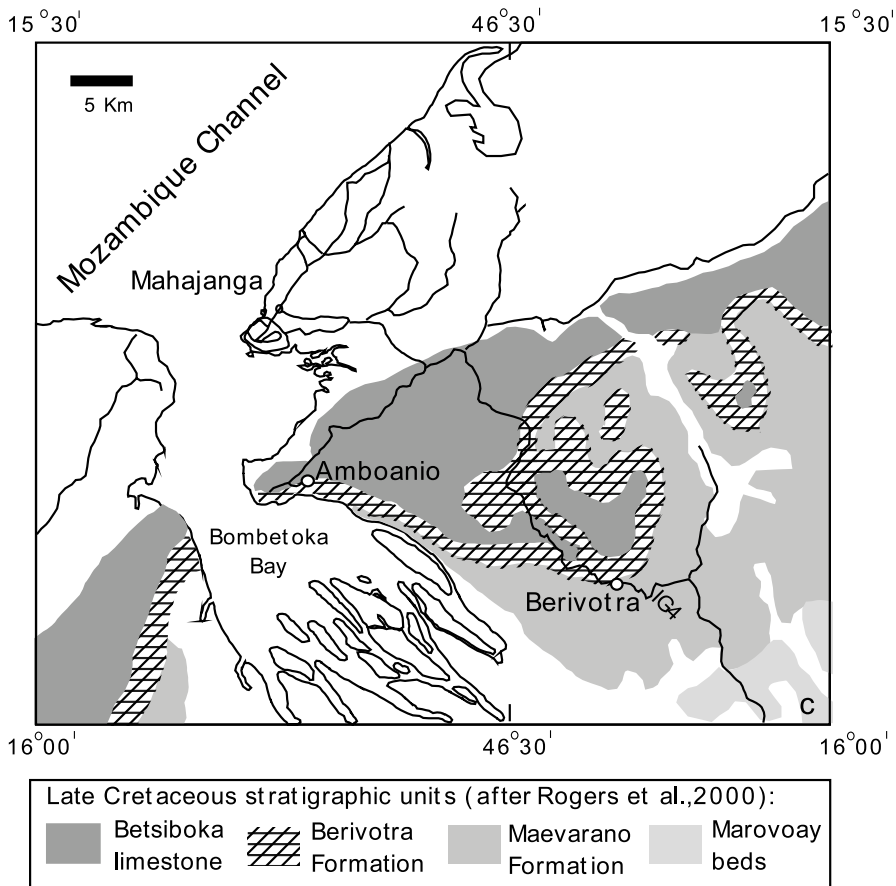 15°30' 46°30' 15°30'
5 Km
Mozambique Channel
Mahajanga
Amboanio
Bombetoka
Bay
Berivotra
c
16°00' 46°30' 16°00'
Late Cretaceous stratigraphic units (after Rogers et al.,2000):
Betsiboka
limestone
Berivotra
Formation
Maevarano
Formation
Marovoay
beds